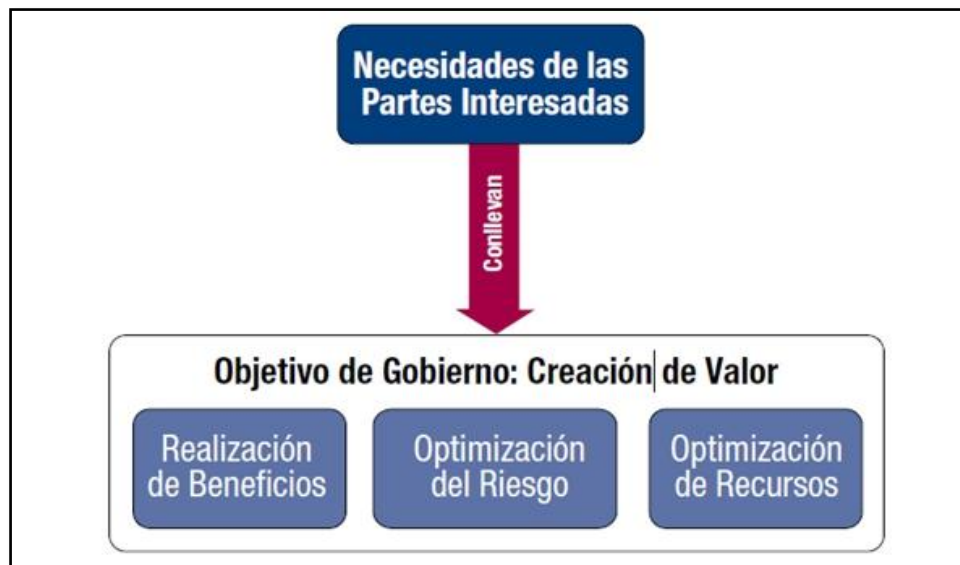 Necesidades de las
Partes Interesadas
Conllevan
Objetivo de Gobierno: Creación de Valor
Realización
de Beneficios
Optimización
del Riesgo
Optimización
de Recursos